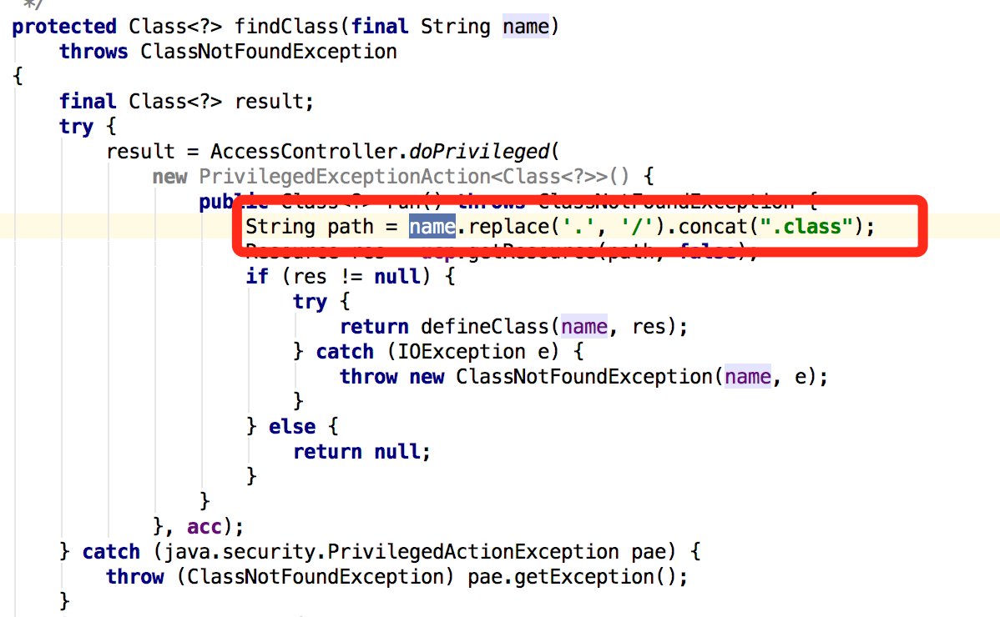 */
protected Class<?> findClass(final String name)
throws ClassNotFoundException
{
final Class<?> result;
try {
result = AccessController.doPrivileged(
new PrivilegedExceptionAction<Class<?>>() {
public Class<?> run() throws ClassNotFoundException {
String path = name.replace('.', '/').concat(".class");
Resource res = ucp.getResource(path, false);
if (res != null) {
try {
return defineClass(name, res);
} catch (IOException e) {
throw new ClassNotFoundException(name, e);
}
} else {
return null;
}
}
}, acc);
} catch (java.security.PrivilegedActionException pae) {
throw (ClassNotFoundException) pae.getException();
}